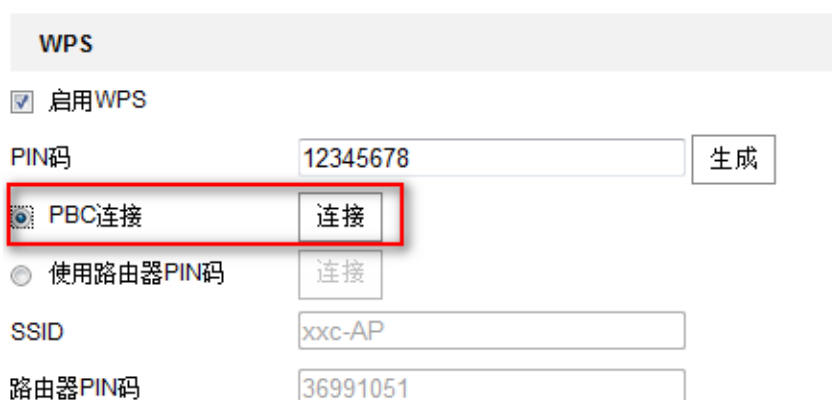 WPS
启用WPS
PIN码 12345678 生成
PBC连接 连接
使用路由器PIN码 连接
SSID xxc-AP
路由器PIN码 36991051